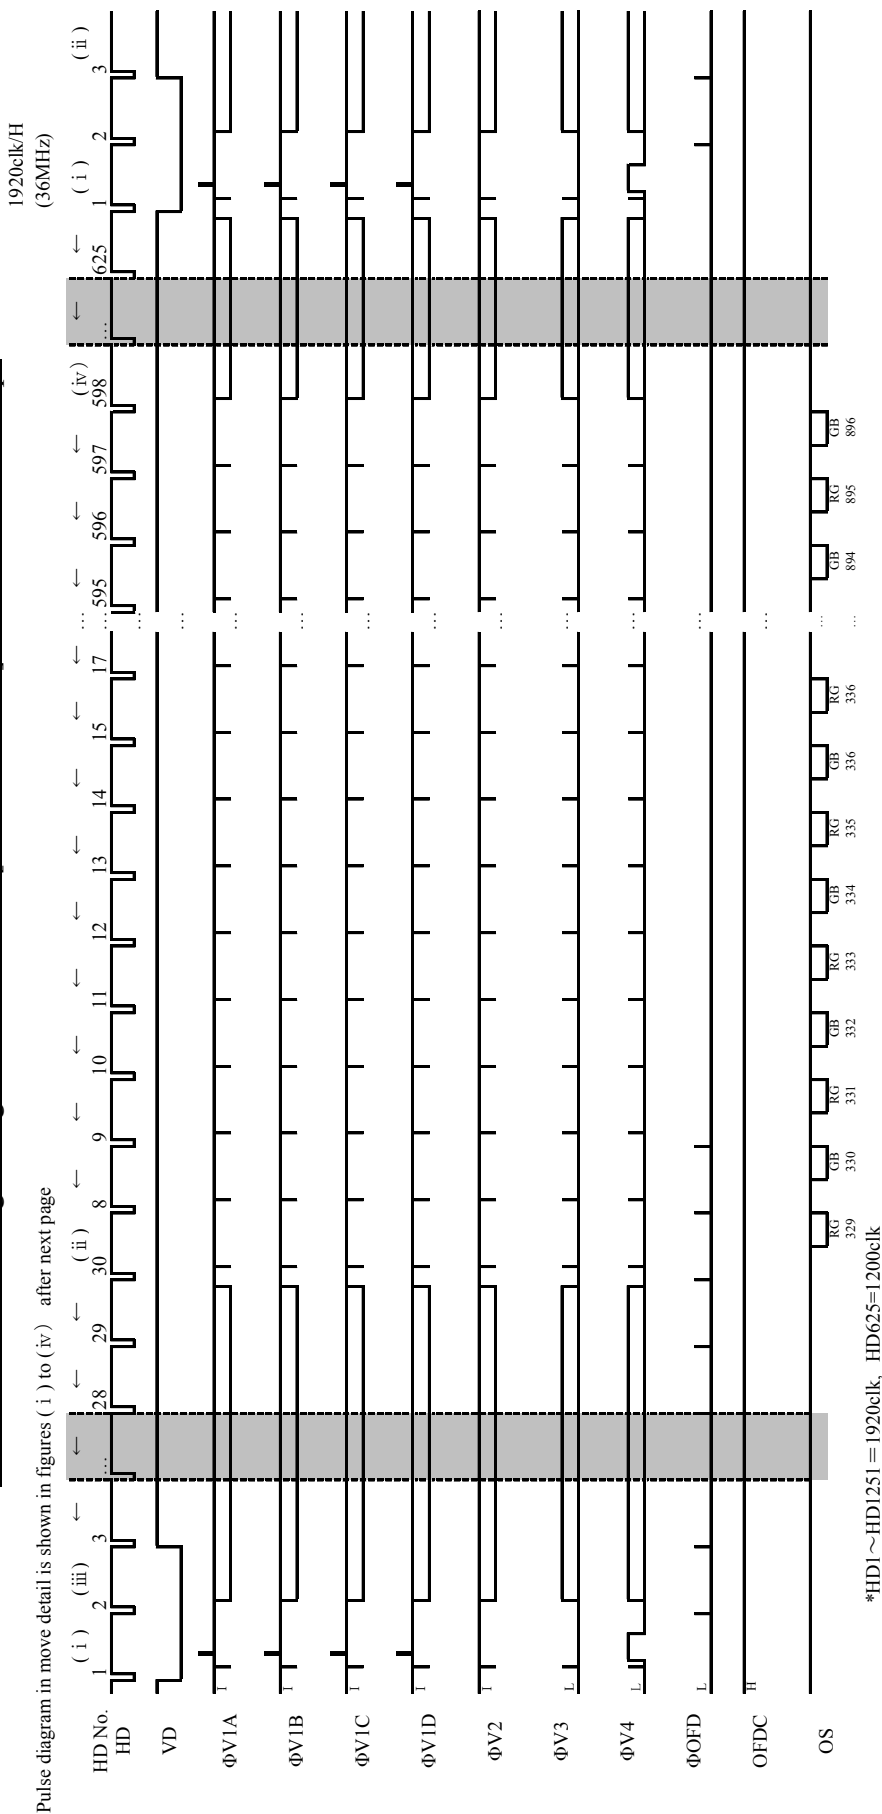 Pulse diagram in move detail is shown in figures (ⅰ) to (ⅳ) after next page
1920clk/H
(36MHz)
(ⅰ) (ⅲ) ← ← ← ← (ⅱ) ← ← ← ← ← ← ← ← ← … ← ← ← (ⅳ) ← ← (ⅰ) (ⅱ)
HD No. 1 2 3 … 28 29 30 8 9 10 11 12 13 14 15 17 … 595 596 597 598 … 625 1 2 3
HD …
VD …
ΦV1A I …
ΦV1B I …
ΦV1C I …
ΦV1D I …
ΦV2 I …
ΦV3 L …
ΦV4 L …
ΦOFD L …
OFDC H …
OS …
RG GB RG GB RG GB RG GB RG … GB RG GB
329 330 331 332 333 334 335 336 336 … 894 895 896
*HD1~HD1251=1920clk, HD625=1200clk